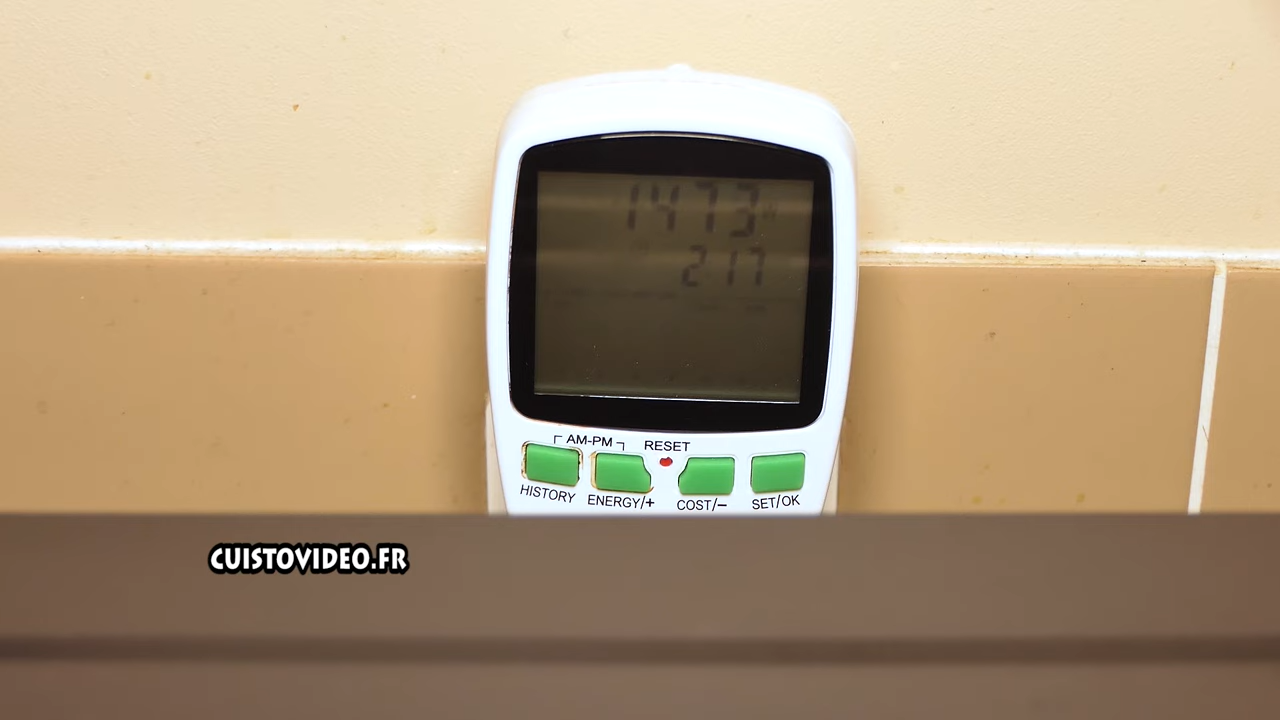 1473
217
AM-PM RESET
HISTORY ENERGY/+ COST/− SET/OK
CUISTOVIDEO.FR